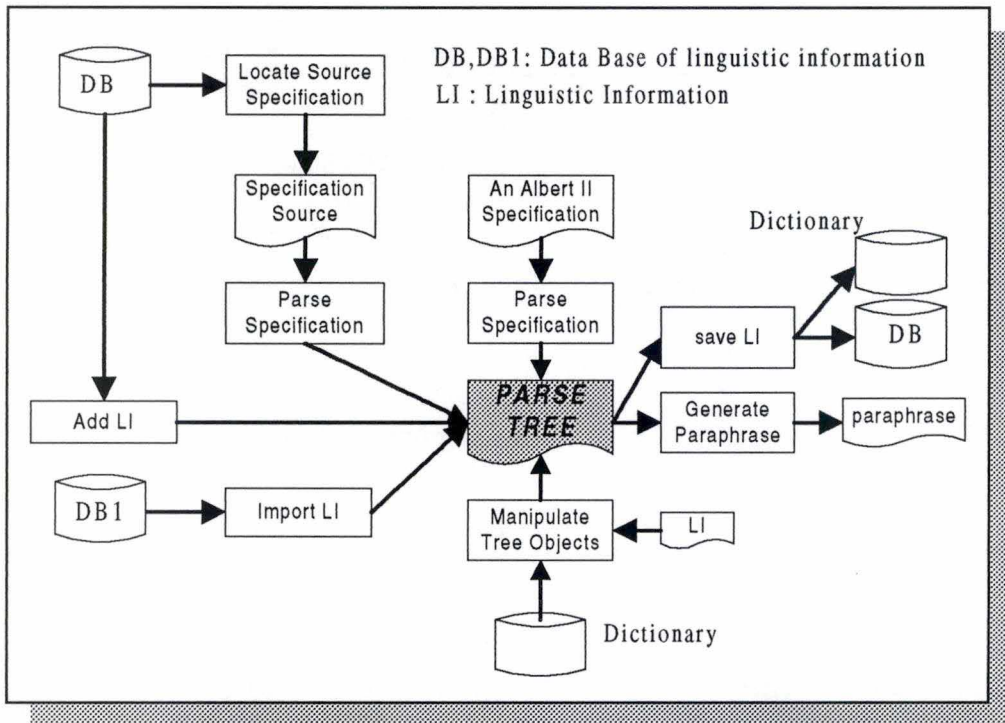 DB
Locate Source
Specification
DB,DB1: Data Base of linguistic information
LI : Linguistic Information
Specification
Source
An Albert II
Specification
Dictionary
Parse
Specification
Parse
Specification
save LI
DB
Add LI
PARSE
TREE
Generate
Paraphrase
paraphrase
DB1
Import LI
Manipulate
Tree Objects
LI
Dictionary